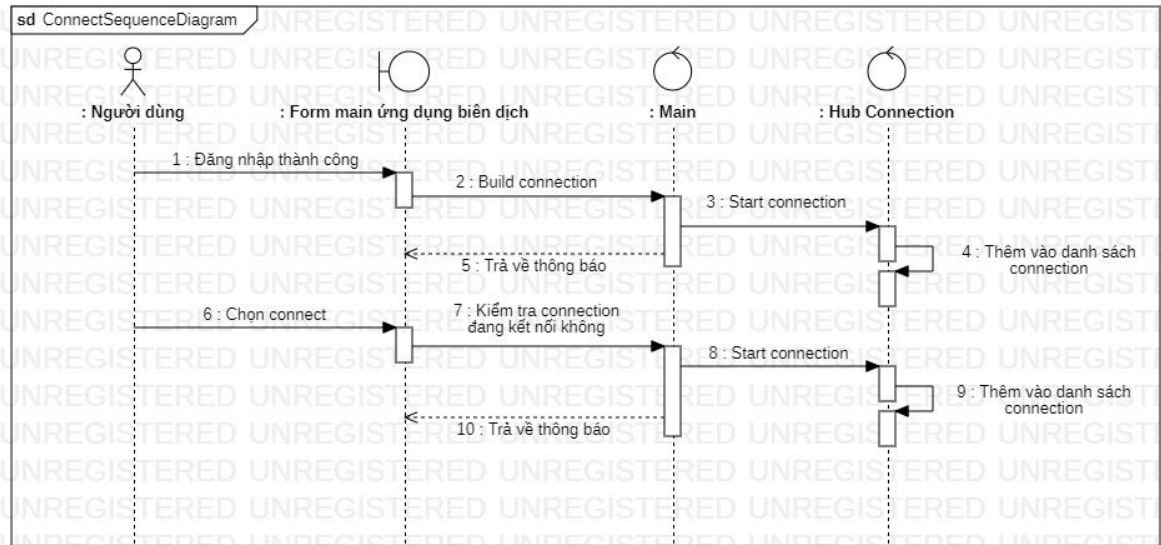 sd ConnectSequenceDiagram
: Người dùng
: Form main ứng dụng biên dịch
: Main
: Hub Connection
1 : Đăng nhập thành công
2 : Build connection
3 : Start connection
4 : Thêm vào danh sách
connection
5 : Trả về thông báo
6 : Chọn connect
7 : Kiểm tra connection
đang kết nối không
8 : Start connection
9 : Thêm vào danh sách
connection
10 : Trả về thông báo